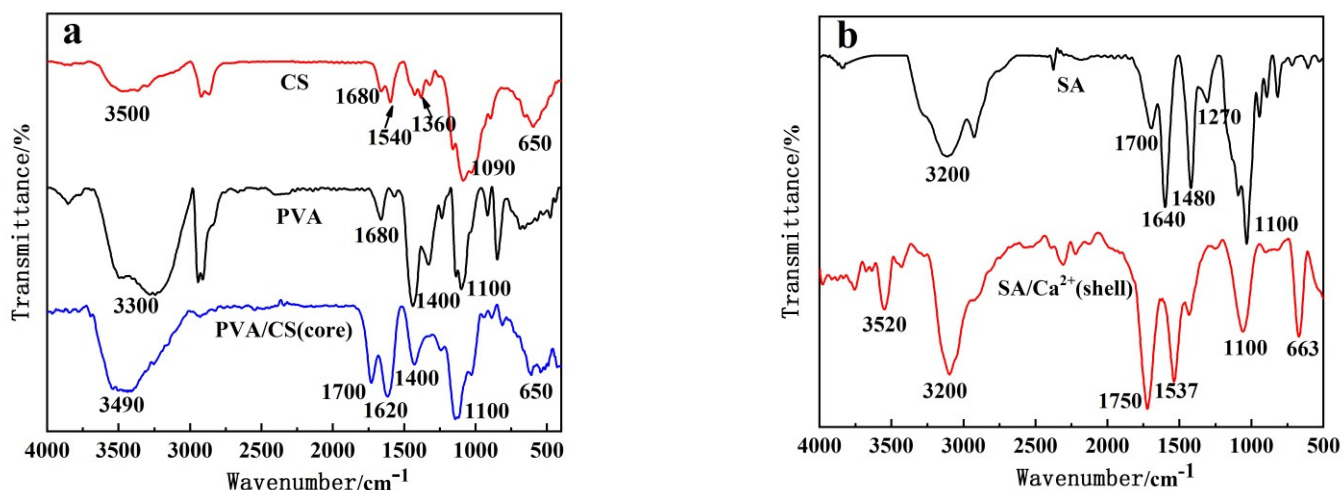 a
CS
3500
1680
1540
1360
1090
650
PVA
3300
1680
1400
1100
PVA/CS(core)
3490
1700
1620
1400
1100
650
Transmittance/%
4000 3500 3000 2500 2000 1500 1000 500
Wavenumber/cm⁻¹
b
SA
3200
1700
1640
1480
1270
1100
SA/Ca²⁺(shell)
3520
3200
1750
1537
1100
663
Transmittance/%
4000 3500 3000 2500 2000 1500 1000 500
Wavenumber/cm⁻¹